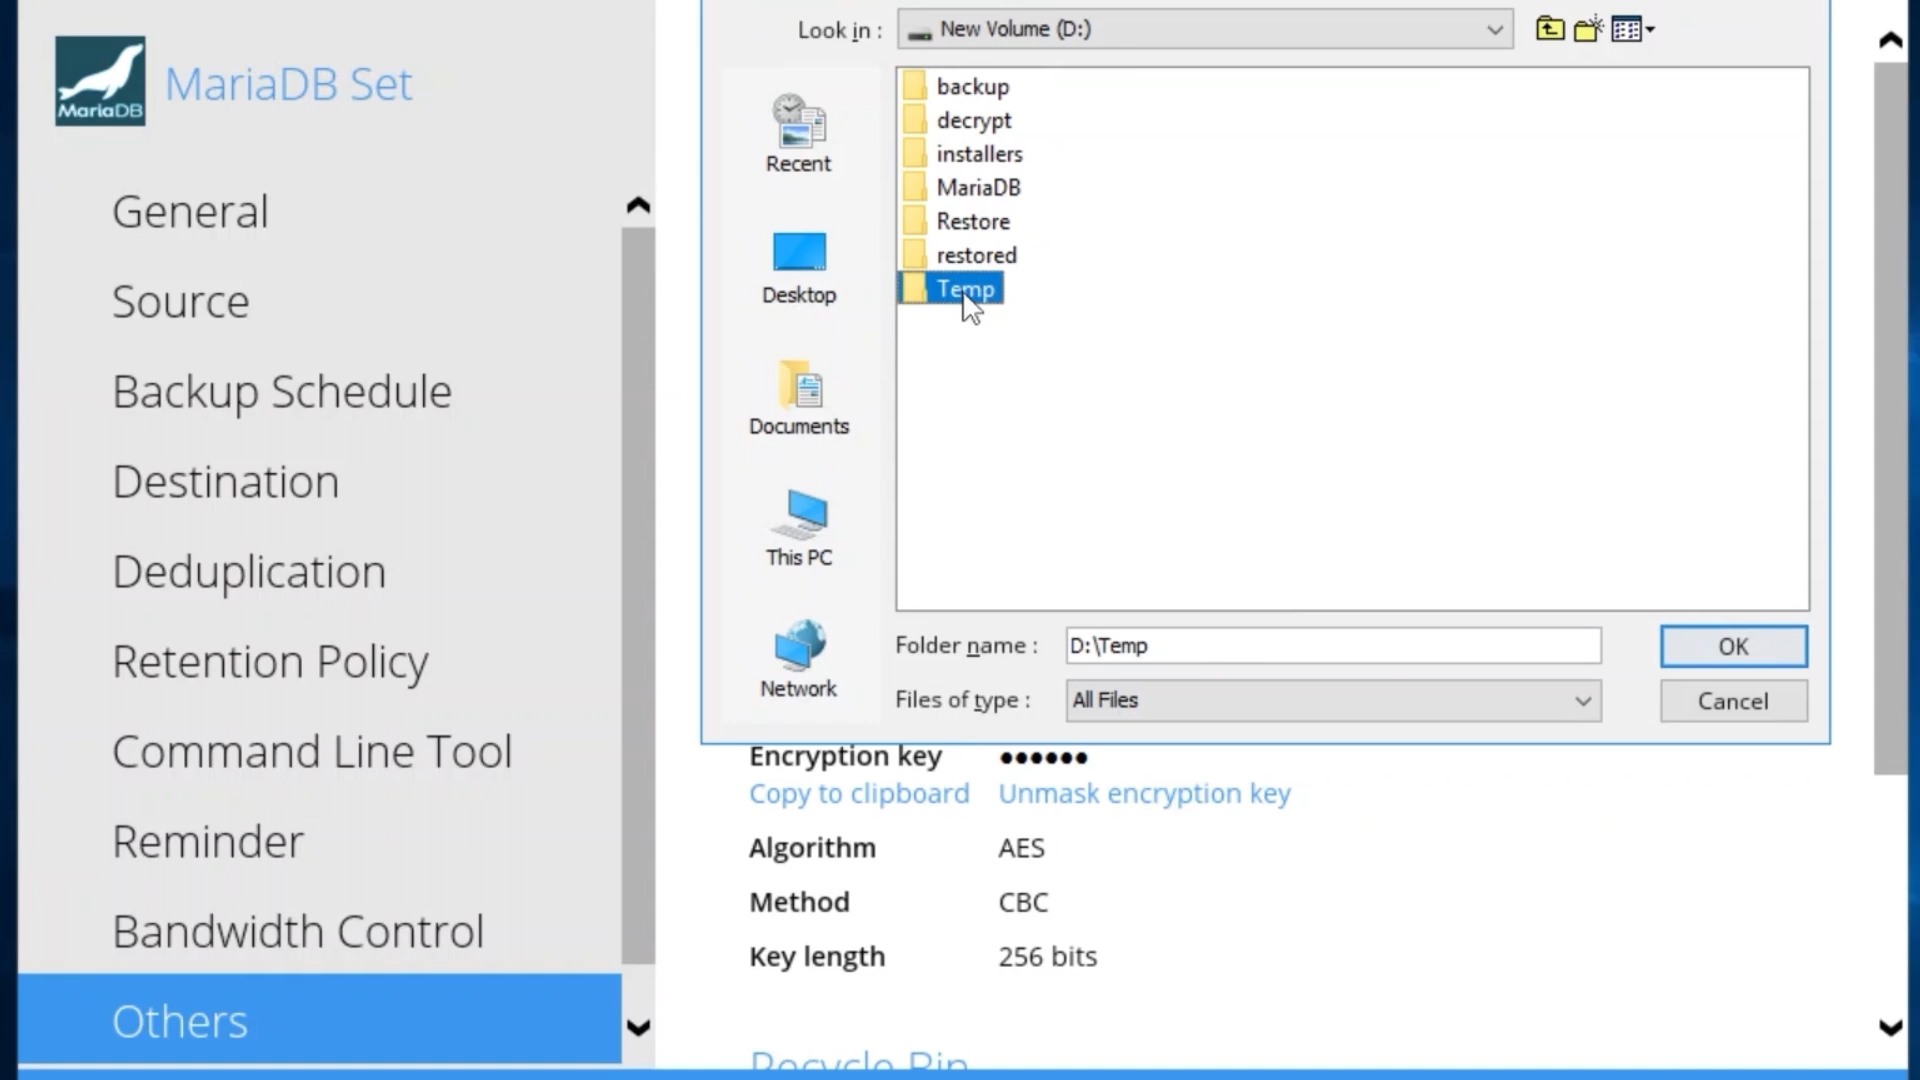 MariaDB
MariaDB Set
General
Source
Backup Schedule
Destination
Deduplication
Retention Policy
Command Line Tool
Reminder
Bandwidth Control
Others
Look in :
New Volume (D:)
Recent
Desktop
Documents
This PC
Network
backup
decrypt
installers
MariaDB
Restore
restored
Temp
Folder name :
D:\Temp
OK
Files of type :
All Files
Cancel
Encryption key
••••••
Copy to clipboard
Unmask encryption key
Algorithm
AES
Method
CBC
Key length
256 bits
Recycle Bin